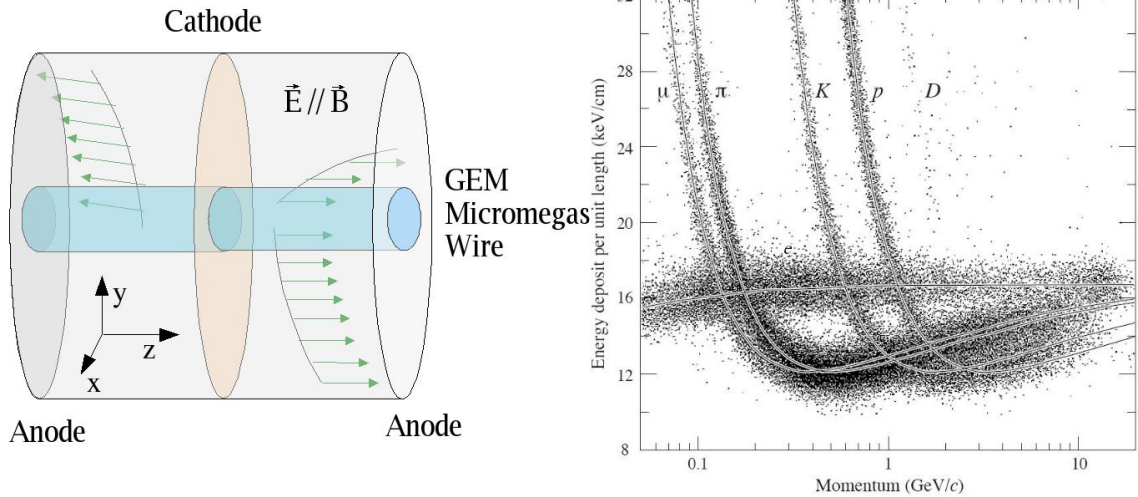 Cathode
E // B
GEM
Micromegas
Wire
y
z
x
Anode
Anode
Energy deposit per unit length (keV/cm)
32
28
24
20
16
12
8
μ
π
K
p
D
e
0.1
1
10
Momentum (GeV/c)